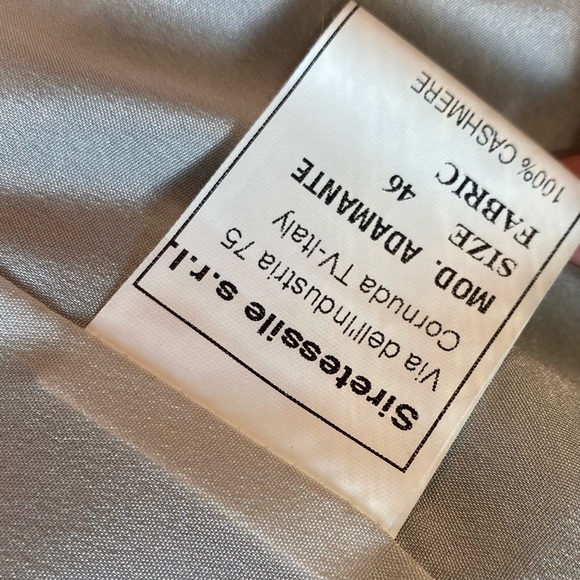 Siretessile s.r.l.
Via dell'Industria 75
Cornuda TV-Italy
MOD. ADAMANTE
SIZE 46
FABRIC
100% CASHMERE